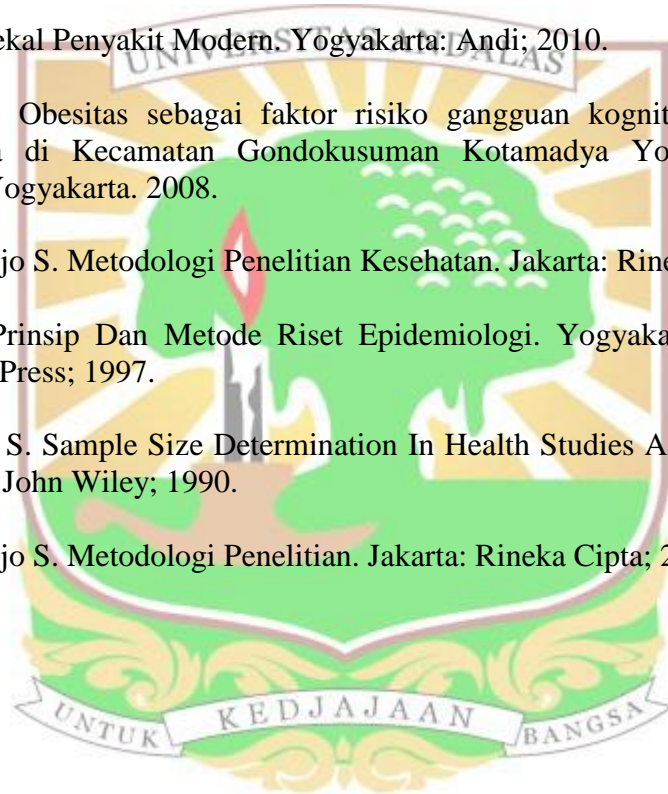 ekal Penyakit Modern. Yogyakarta: Andi; 2010.
UNIVERSITAS ANDALAS
Obesitas sebagai faktor risiko gangguan kognit
di Kecamatan Gondokusuman Kotamadya Yo
Yogyakarta. 2008.
jo S. Metodologi Penelitian Kesehatan. Jakarta: Rine
Prinsip Dan Metode Riset Epidemiologi. Yogyaka
Press; 1997.
S. Sample Size Determination In Health Studies A
John Wiley; 1990.
jo S. Metodologi Penelitian. Jakarta: Rineka Cipta; 2
UNTUK KEDJAJAAN BANGSA